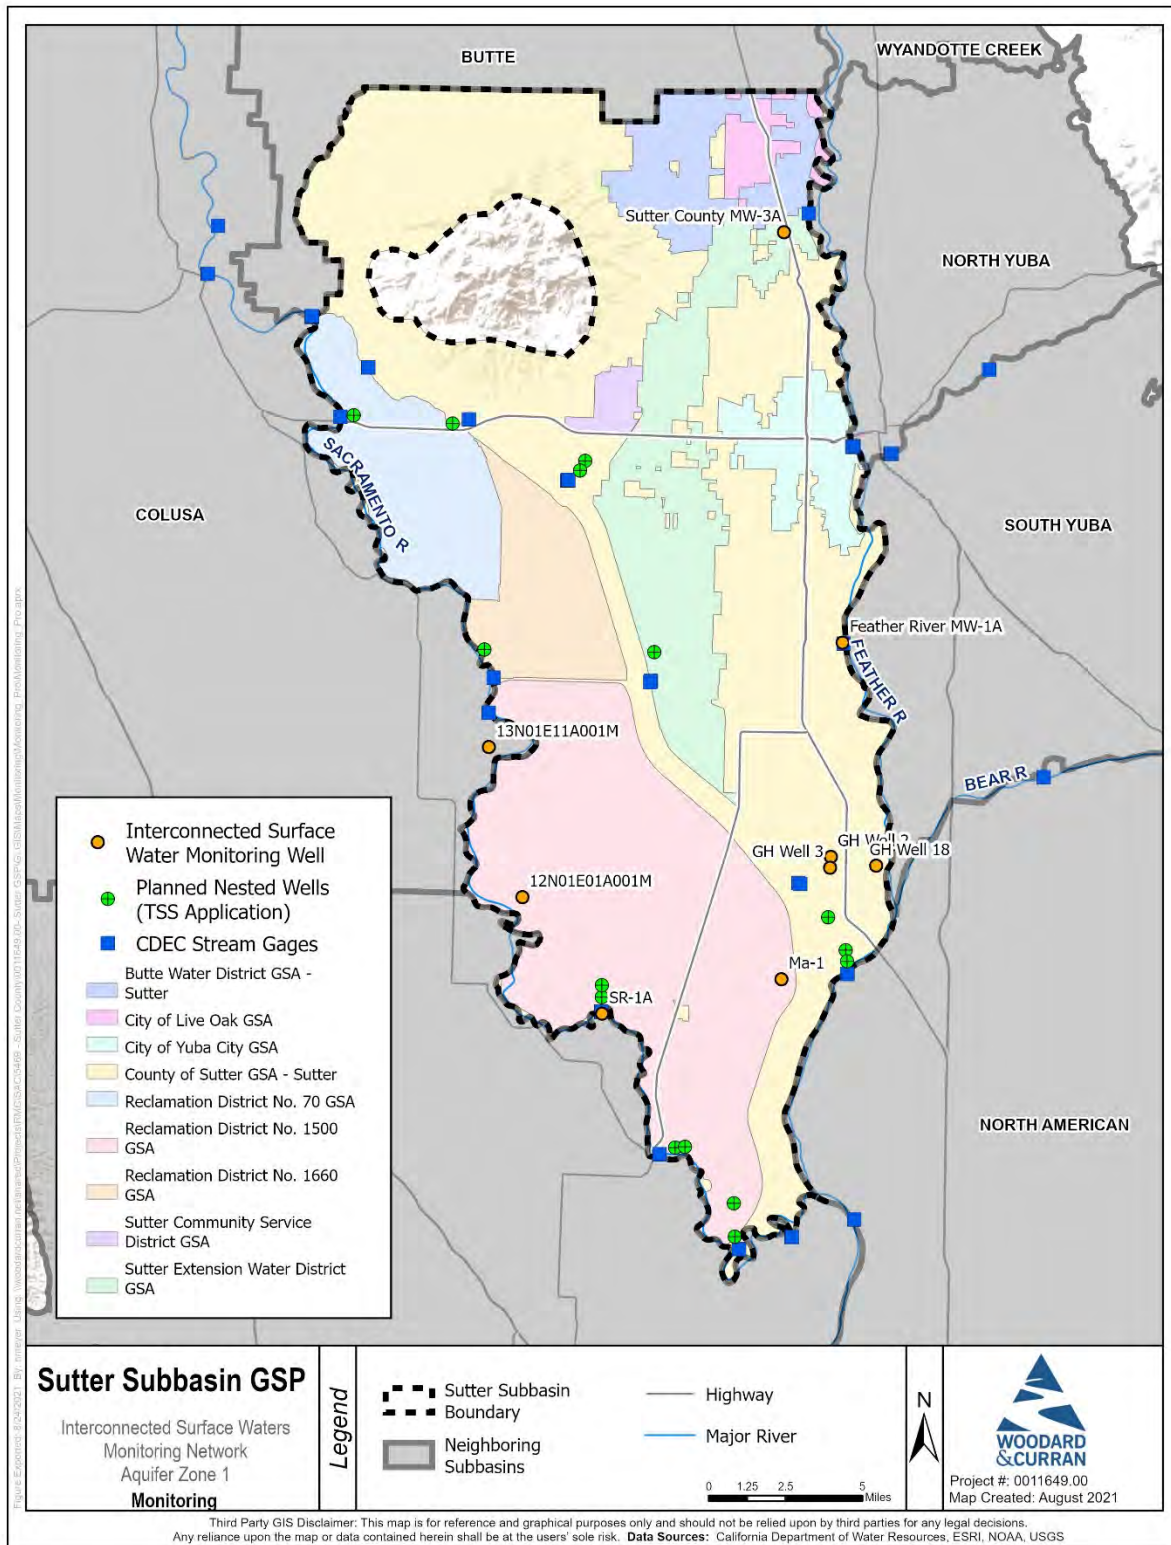 BUTTE
WYANDOTTE CREEK
Sutter County MW-3A
NORTH YUBA
SACRAMENTO R
COLUSA
SOUTH YUBA
Feather River MW-1A
FEATHER R
13N01E11A001M
BEAR R
GH Well 2
GH Well 3
GH Well 18
12N01E01A001M
Ma-1
SR-1A
NORTH AMERICAN
Interconnected Surface
Water Monitoring Well
Planned Nested Wells
(TSS Application)
CDEC Stream Gages
Butte Water District GSA -
Sutter
City of Live Oak GSA
City of Yuba City GSA
County of Sutter GSA - Sutter
Reclamation District No. 70 GSA
Reclamation District No. 1500
GSA
Reclamation District No. 1660
GSA
Sutter Community Service
District GSA
Sutter Extension Water District
GSA
Sutter Subbasin GSP
Interconnected Surface Waters
Monitoring Network
Aquifer Zone 1
Monitoring
Legend
Sutter Subbasin
Boundary
Neighboring
Subbasins
Highway
Major River
0 1.25 2.5 5
Miles
N
WOODARD
&CURRAN
Project #: 0011649.00
Map Created: August 2021
Third Party GIS Disclaimer: This map is for reference and graphical purposes only and should not be relied upon by third parties for any legal decisions.
Any reliance upon the map or data contained herein shall be at the users' sole risk. Data Sources: California Department of Water Resources, ESRI, NOAA, USGS